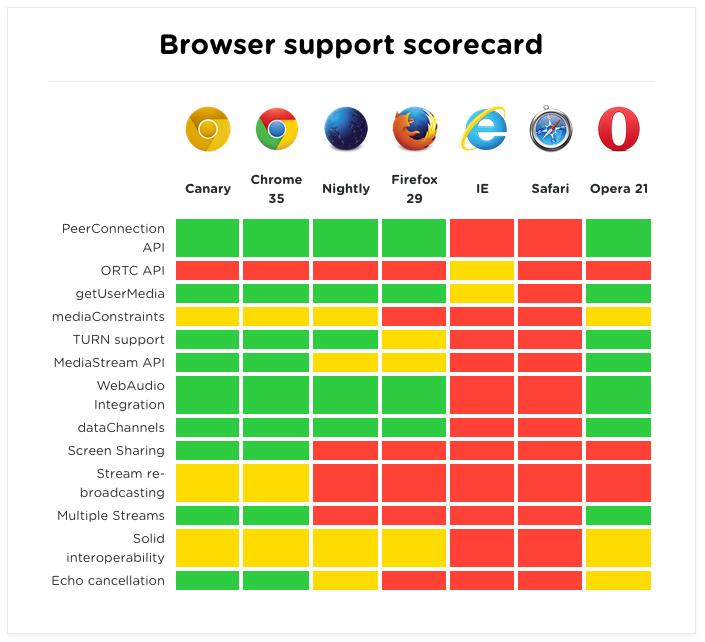 Browser support scorecard
Canary
Chrome
35
Nightly
Firefox
29
IE
Safari
Opera 21
PeerConnection
API
ORTC API
getUserMedia
mediaConstraints
TURN support
MediaStream API
WebAudio
Integration
dataChannels
Screen Sharing
Stream re-
broadcasting
Multiple Streams
Solid
interoperability
Echo cancellation